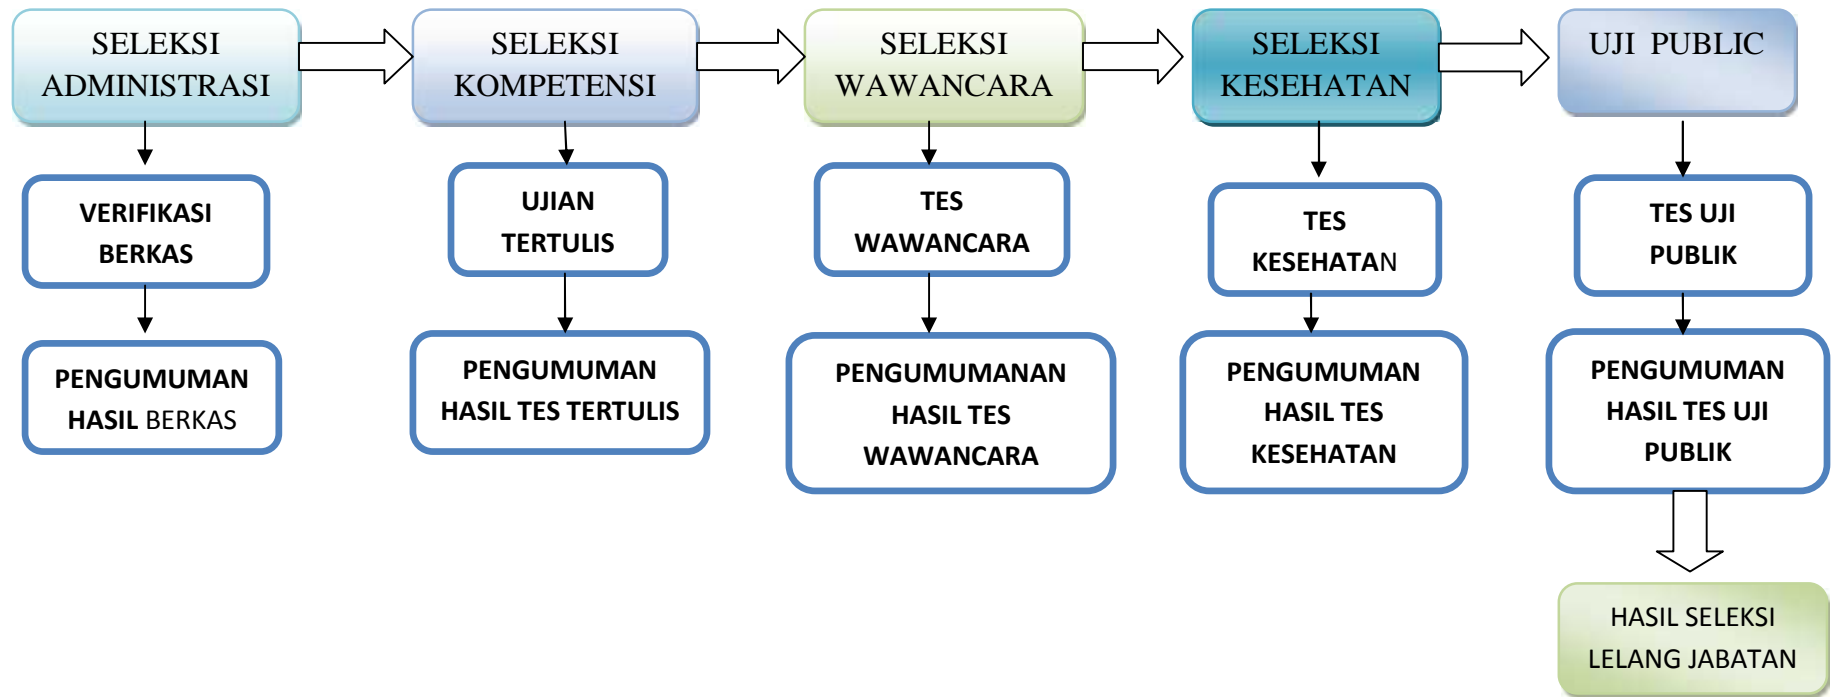 SELEKSI
ADMINISTRASI
SELEKSI
KOMPETENSI
SELEKSI
WAWANCARA
SELEKSI
KESEHATAN
UJI PUBLIC
VERIFIKASI
BERKAS
UJIAN
TERTULIS
TES
WAWANCARA
TES
KESEHATAN
TES UJI
PUBLIK
PENGUMUMAN
HASIL BERKAS
PENGUMUMAN
HASIL TES TERTULIS
PENGUMUMANAN
HASIL TES
WAWANCARA
PENGUMUMAN
HASIL TES
KESEHATAN
PENGUMUMAN
HASIL TES UJI
PUBLIK
HASIL SELEKSI
LELANG JABATAN